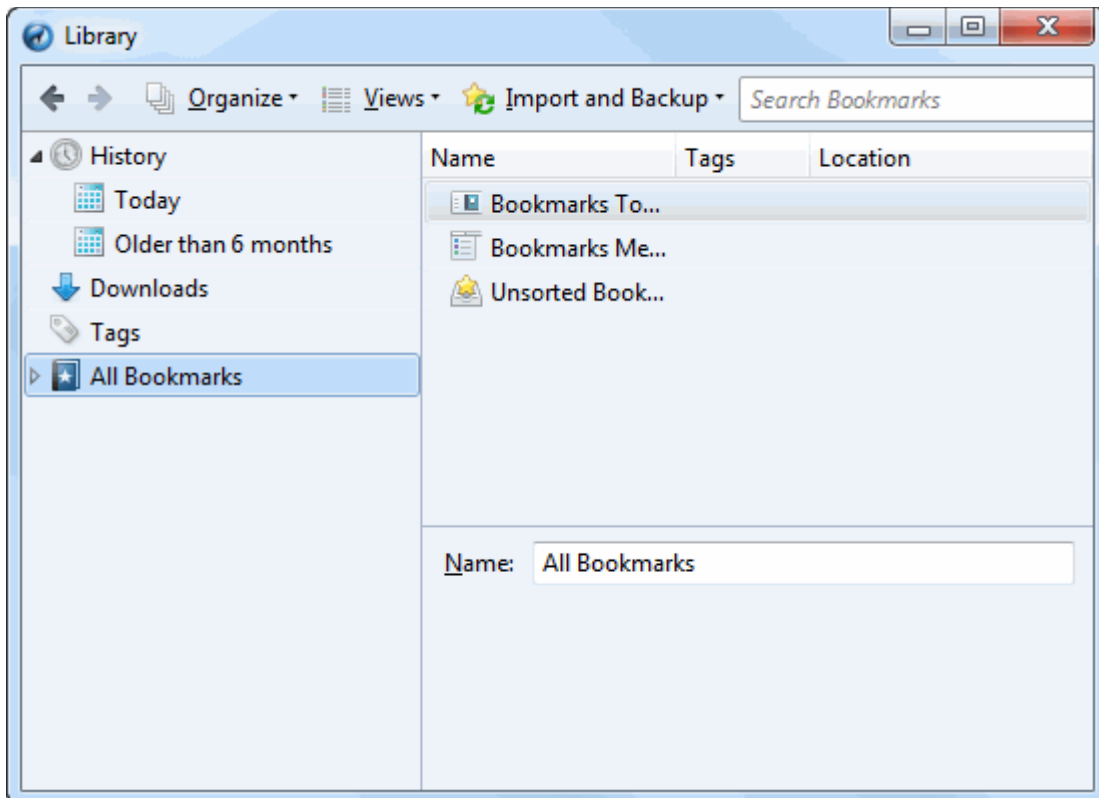 Library
Organize Views Import and Backup Search Bookmarks
History
Today
Older than 6 months
Downloads
Tags
All Bookmarks
Name Tags Location
Bookmarks To...
Bookmarks Me...
Unsorted Book...
Name: All Bookmarks